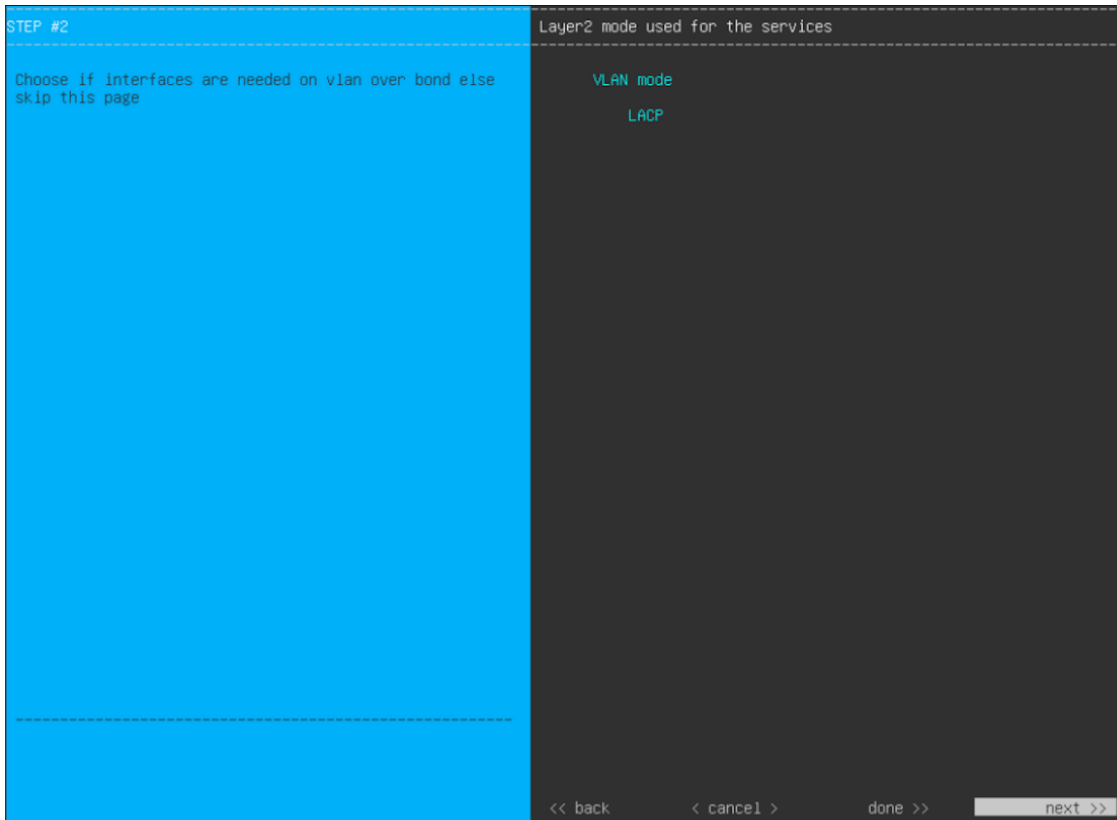 STEP #2
Choose if interfaces are needed on vlan over bond else
skip this page
Layer2 mode used for the services
VLAN mode
LACP
<< back < cancel > done >> next >>